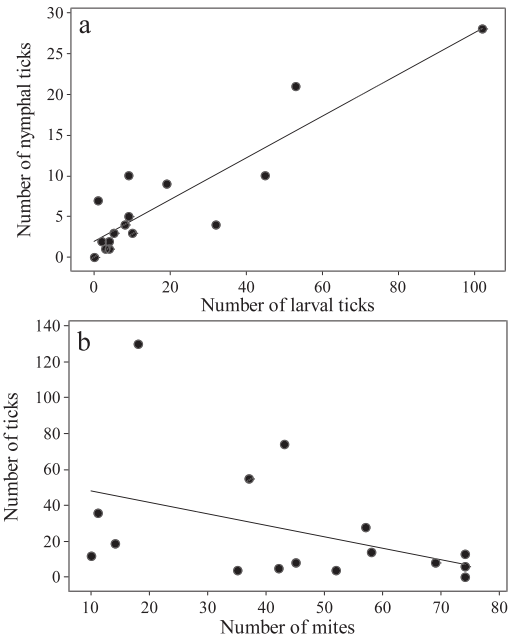 a
30
25
20
15
10
5
0
Number of nymphal ticks
0 20 40 60 80 100
Number of larval ticks
b
140
120
100
80
60
40
20
0
Number of ticks
10 20 30 40 50 60 70 80
Number of mites